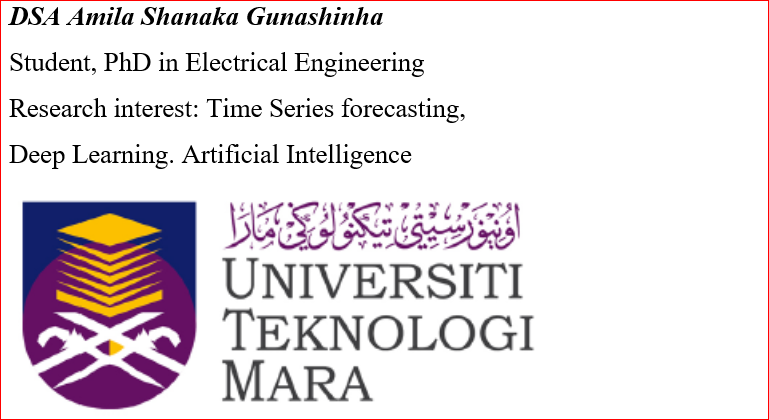 DSA Amila Shanaka Gunashinha
Student, PhD in Electrical Engineering
Research interest: Time Series forecasting,
Deep Learning. Artificial Intelligence
اونيۏرسيتي تيکنولوݢي مارا
UNIVERSITI
TEKNOLOGI
MARA